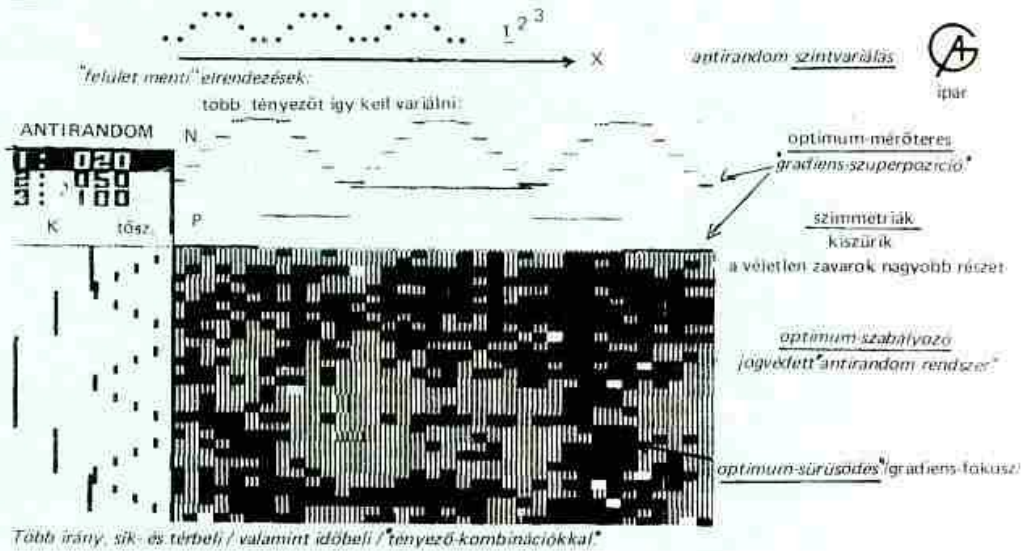 1 2 3
X
"felület menti" elrendezések:
több tényezőt így kell variálni:
antirandom szintvariálás
AG
ipar
ANTIRANDOM
1: 020
2: 050
3: 100
K tősz.
N
P
optimum-mérőteres
"gradiens-szuperpozíció"
szimmetriák
kiszűrik
a véletlen zavarok nagyobb részét
optimum-szabályozó
jogvédett "antirandom rendszer"
optimum-sűrűsödés /gradiens-fókusz/
Több irány, sík- és térbeli / valamint időbeli / "tényező-kombinációkkal."